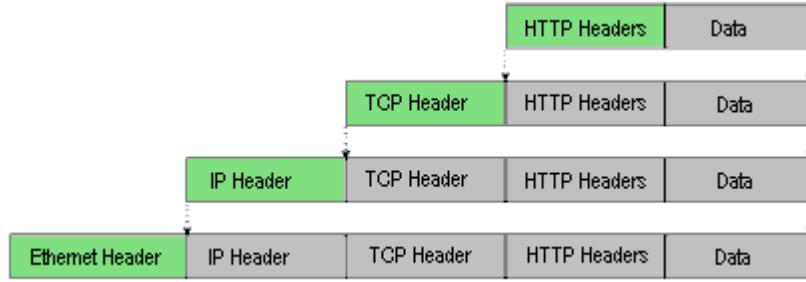 HTTP Headers Data
TCP Header HTTP Headers Data
IP Header TCP Header HTTP Headers Data
Ethernet Header IP Header TCP Header HTTP Headers Data